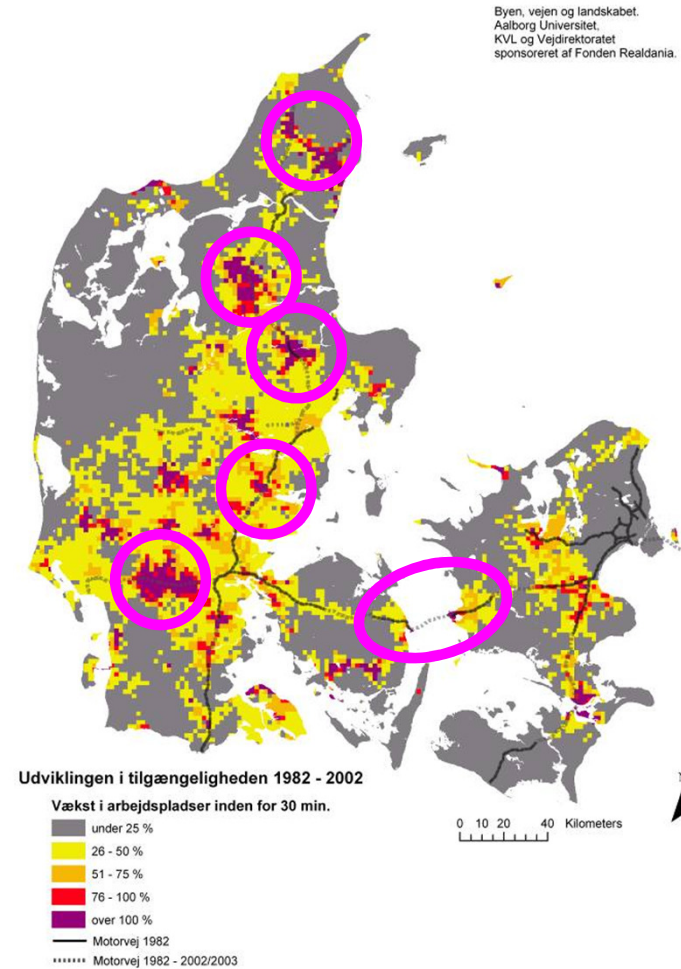 Byen, vejen og landskabet.
Aalborg Universitet,
KVL og Vejdirektoratet
sponsoreret af Fonden Realdania.
Udviklingen i tilgængeligheden 1982 - 2002
Vækst i arbejdspladser inden for 30 min.
under 25 %
26 - 50 %
51 - 75 %
76 - 100 %
over 100 %
Motorvej 1982
Motorvej 1982 - 2002/2003
0 10 20 40 Kilometers